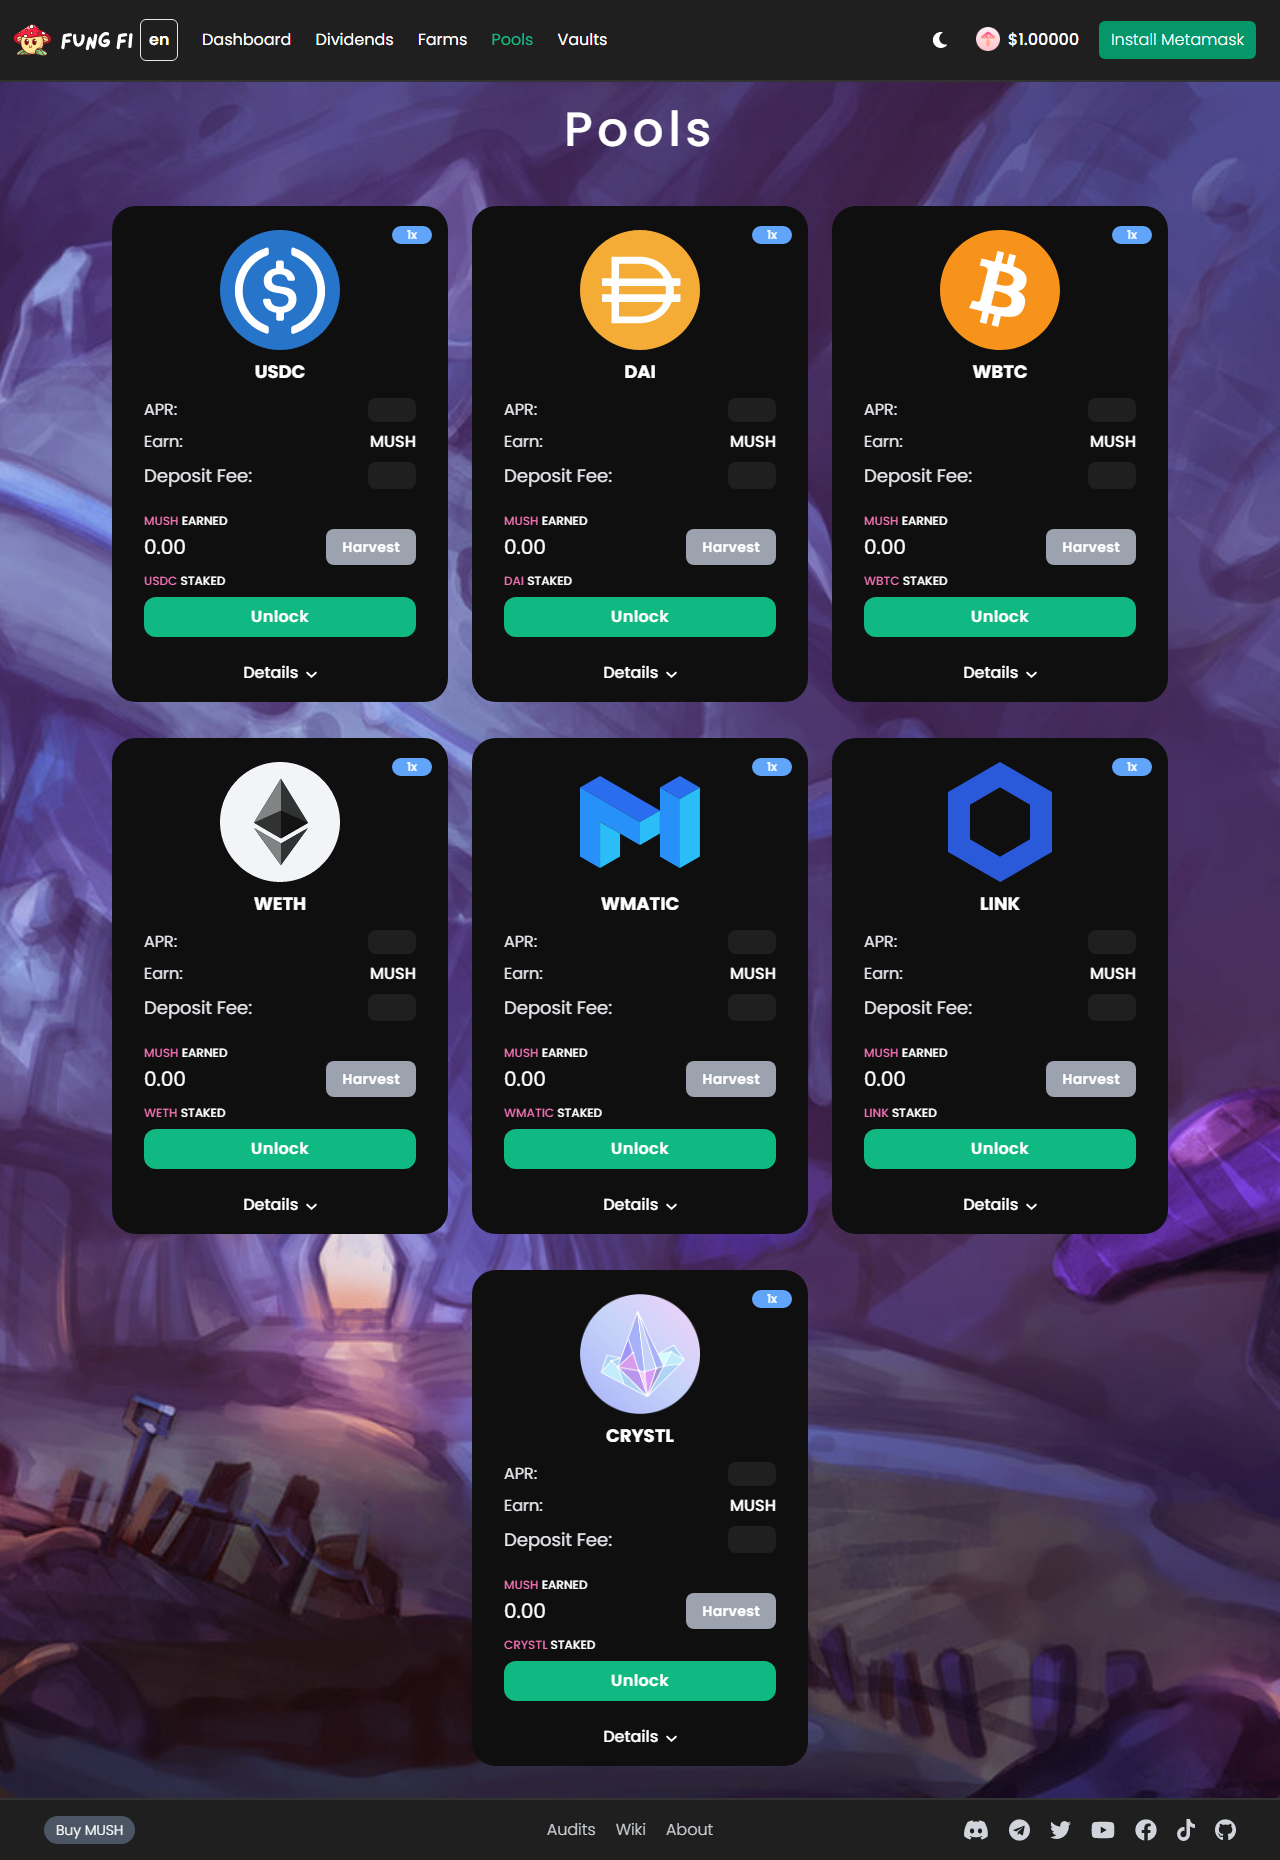 FUNG FI en Dashboard Dividends Farms Pools Vaults $1.00000 Install Metamask
Pools
1x
USDC
APR:
Earn: MUSH
Deposit Fee:
MUSH EARNED
0.00 Harvest
USDC STAKED
Unlock
Details
1x
DAI
APR:
Earn: MUSH
Deposit Fee:
MUSH EARNED
0.00 Harvest
DAI STAKED
Unlock
Details
1x
WBTC
APR:
Earn: MUSH
Deposit Fee:
MUSH EARNED
0.00 Harvest
WBTC STAKED
Unlock
Details
1x
WETH
APR:
Earn: MUSH
Deposit Fee:
MUSH EARNED
0.00 Harvest
WETH STAKED
Unlock
Details
1x
WMATIC
APR:
Earn: MUSH
Deposit Fee:
MUSH EARNED
0.00 Harvest
WMATIC STAKED
Unlock
Details
1x
LINK
APR:
Earn: MUSH
Deposit Fee:
MUSH EARNED
0.00 Harvest
LINK STAKED
Unlock
Details
1x
CRYSTL
APR:
Earn: MUSH
Deposit Fee:
MUSH EARNED
0.00 Harvest
CRYSTL STAKED
Unlock
Details
Buy MUSH Audits Wiki About